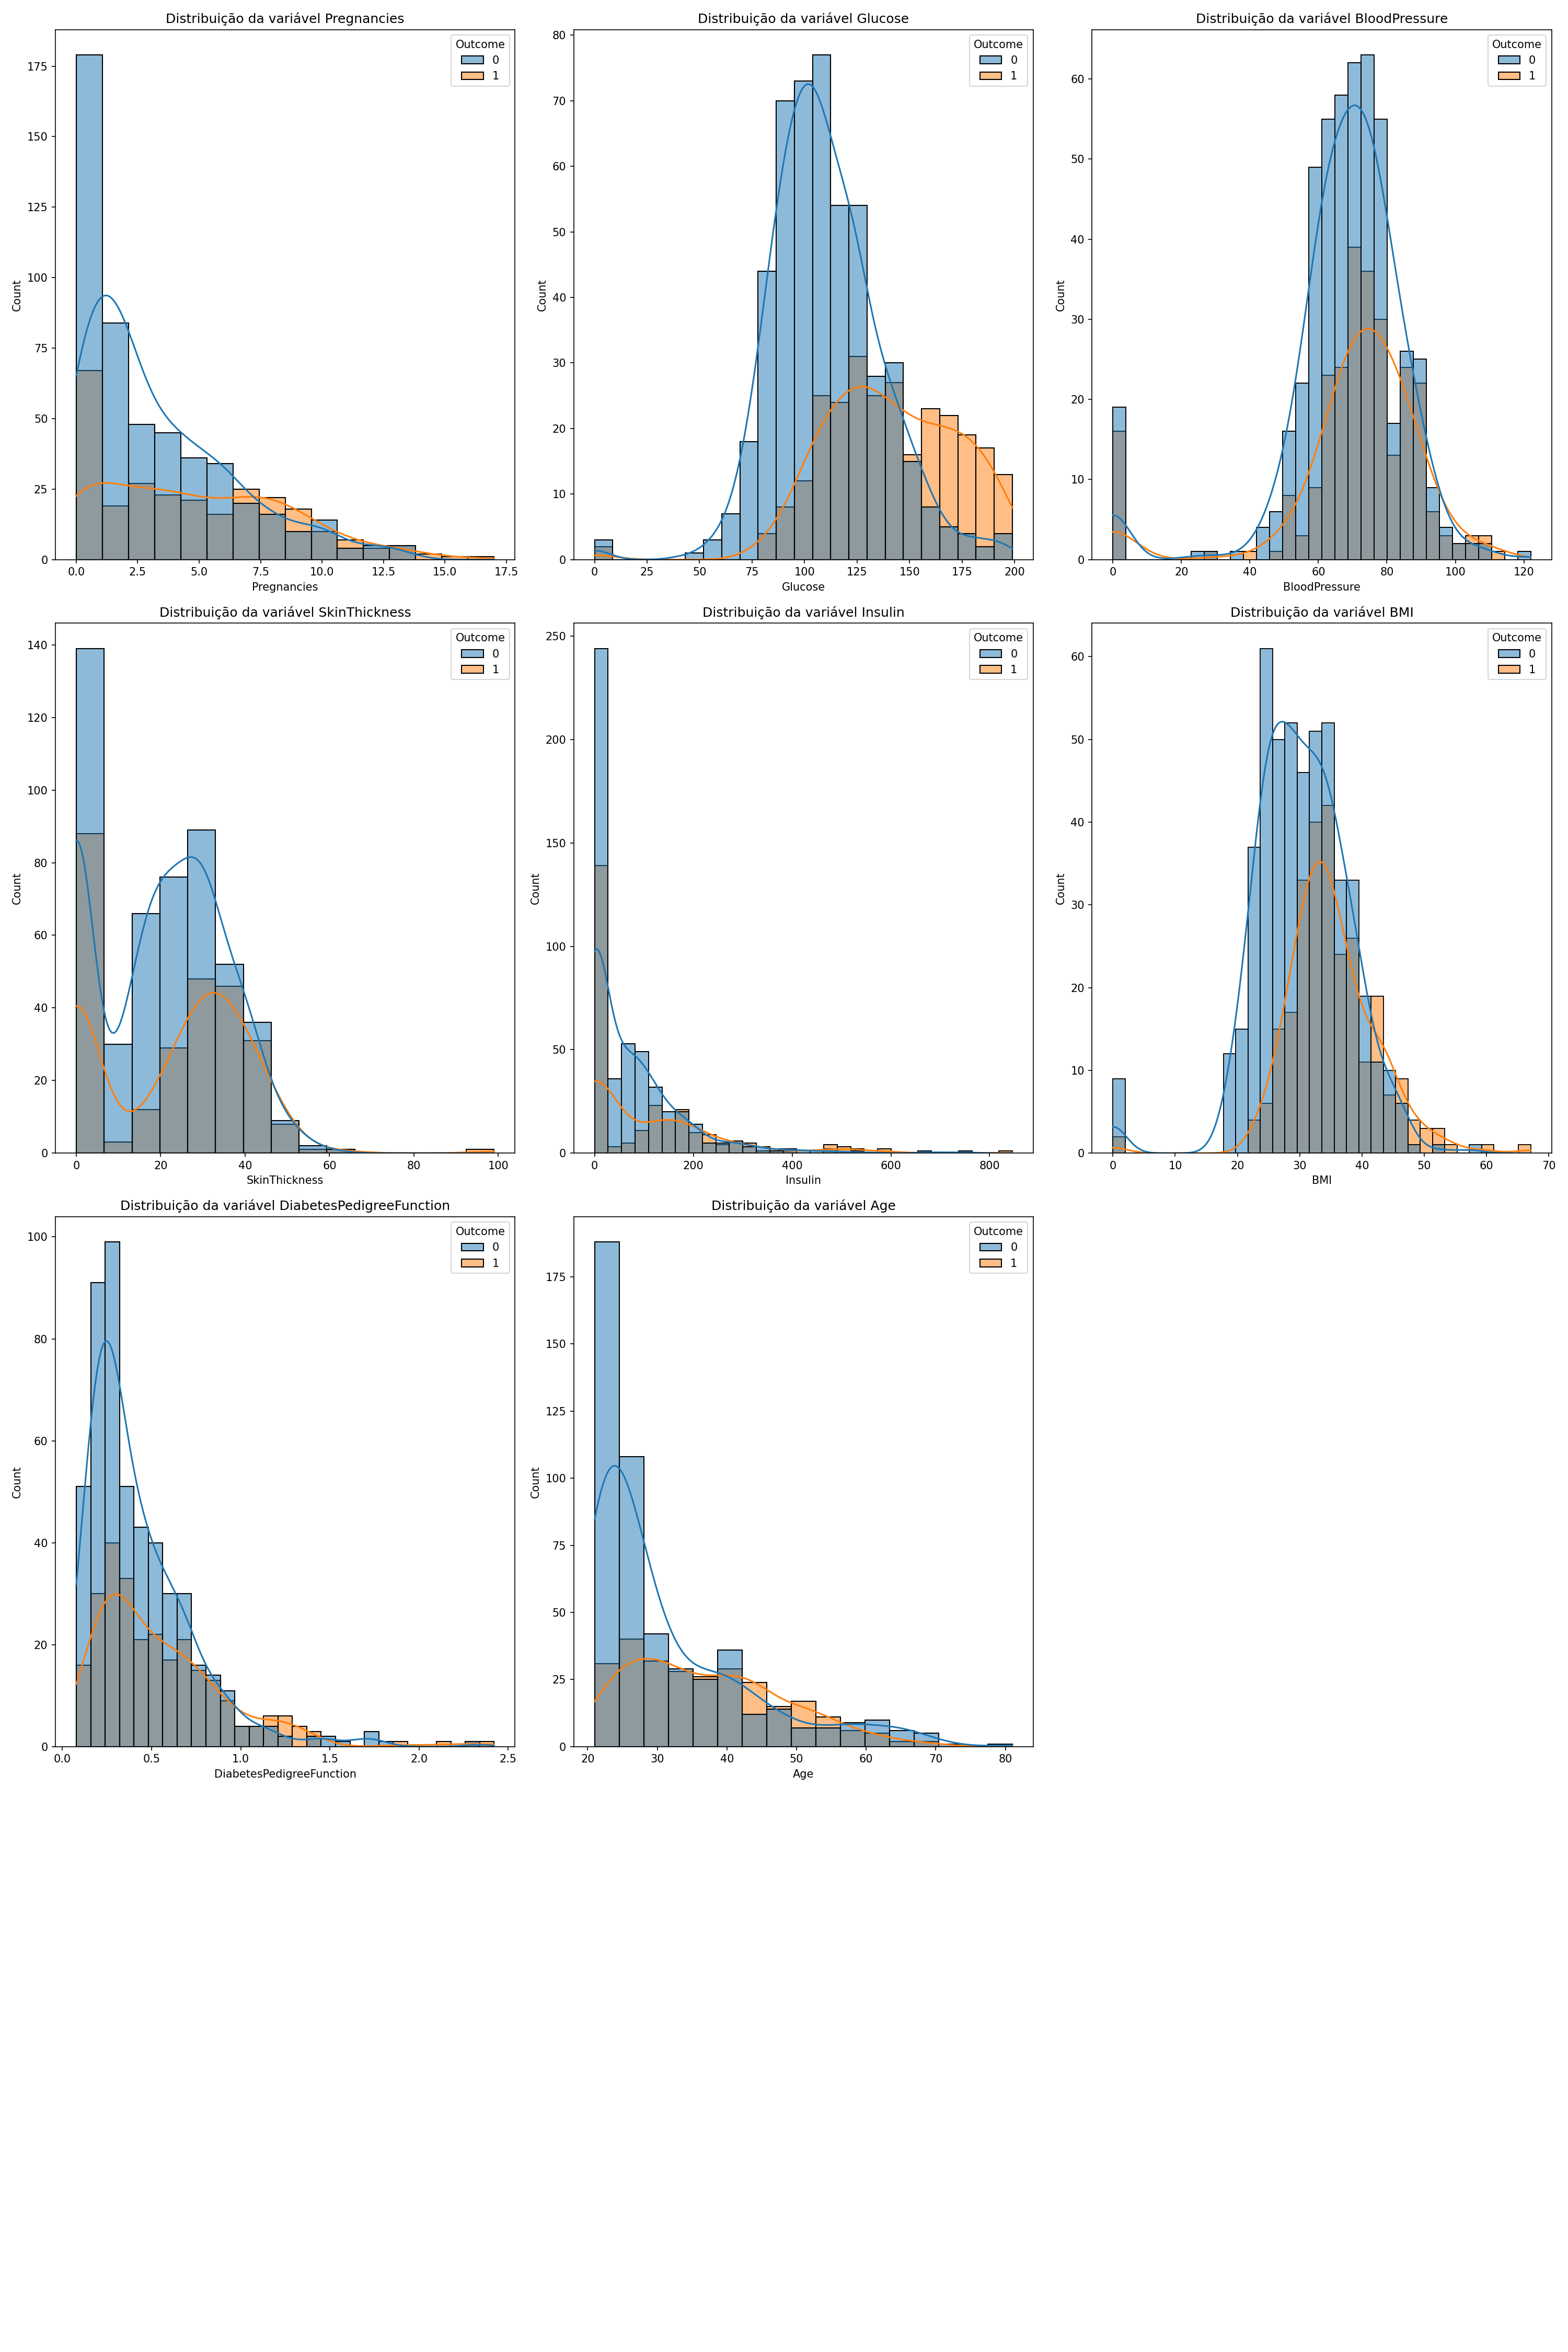 Distribuição da variável Pregnancies
Outcome
0
1
175
150
125
100
75
50
25
0
Count
0.0 2.5 5.0 7.5 10.0 12.5 15.0 17.5
Pregnancies
Distribuição da variável Glucose
Outcome
0
1
80
70
60
50
40
30
20
10
0
Count
0 25 50 75 100 125 150 175 200
Glucose
Distribuição da variável BloodPressure
Outcome
0
1
60
50
40
30
20
10
0
Count
0 20 40 60 80 100 120
BloodPressure
Distribuição da variável SkinThickness
Outcome
0
1
140
120
100
80
60
40
20
0
Count
0 20 40 60 80 100
SkinThickness
Distribuição da variável Insulin
Outcome
0
1
250
200
150
100
50
0
Count
0 200 400 600 800
Insulin
Distribuição da variável BMI
Outcome
0
1
60
50
40
30
20
10
0
Count
0 10 20 30 40 50 60 70
BMI
Distribuição da variável DiabetesPedigreeFunction
Outcome
0
1
100
80
60
40
20
0
Count
0.0 0.5 1.0 1.5 2.0 2.5
DiabetesPedigreeFunction
Distribuição da variável Age
Outcome
0
1
175
150
125
100
75
50
25
0
Count
20 30 40 50 60 70 80
Age